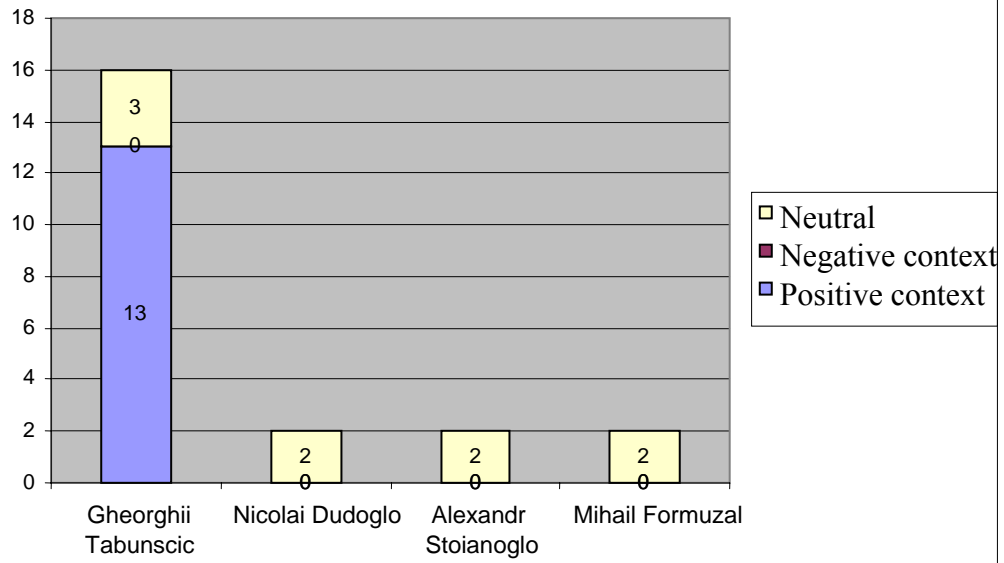 18
16
14
12
10
8
6
4
2
0
3
0
13
2
0
2
0
2
0
Gheorghii
Tabunscic
Nicolai Dudoglo
Alexandr
Stoianoglo
Mihail Formuzal
Neutral
Negative context
Positive context